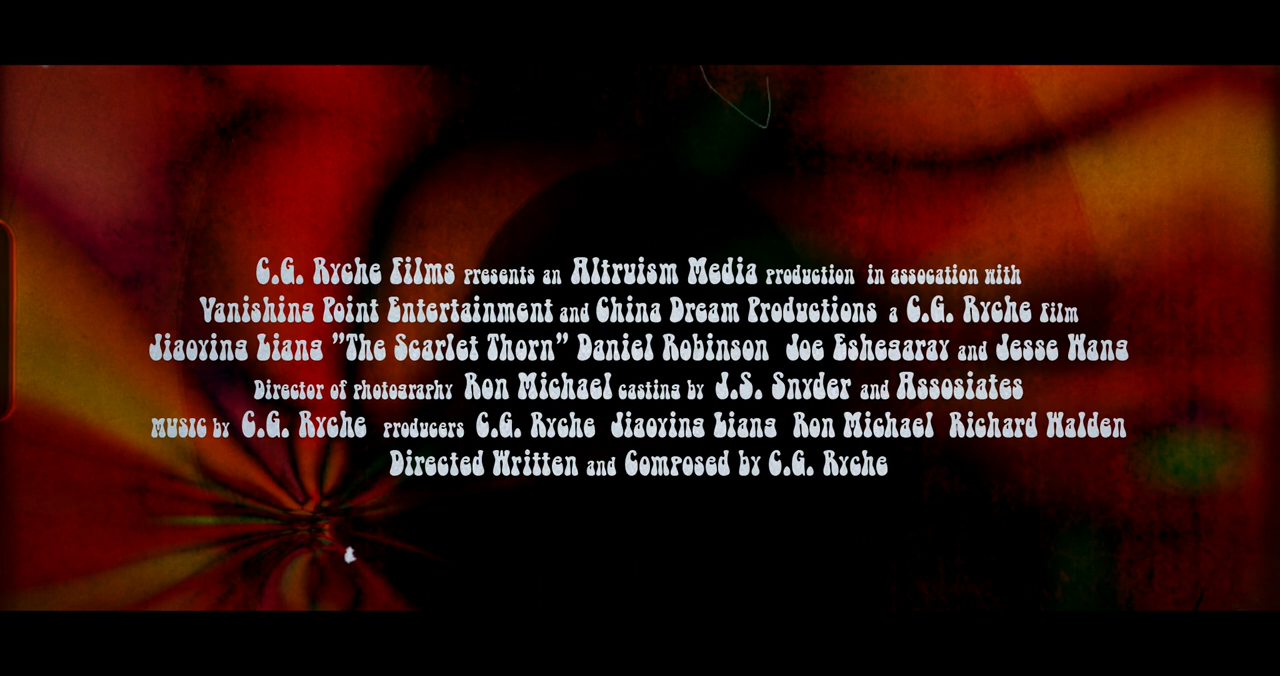 C.G. Ryche Films presents an Altruism Media production in assocation with
Vanishing Point Entertainment and China Dream Productions a C.G. Ryche Film
Jiaoying Liang "The Scarlet Thorn" Daniel Robinson Joe Eshegaray and Jesse Wang
Director of photography Ron Michael casting by J.S. Snyder and Assosiates
music by C.G. Ryche producers C.G. Ryche Jiaoying Liang Ron Michael Richard Walden
Directed Written and Composed by C.G. Ryche